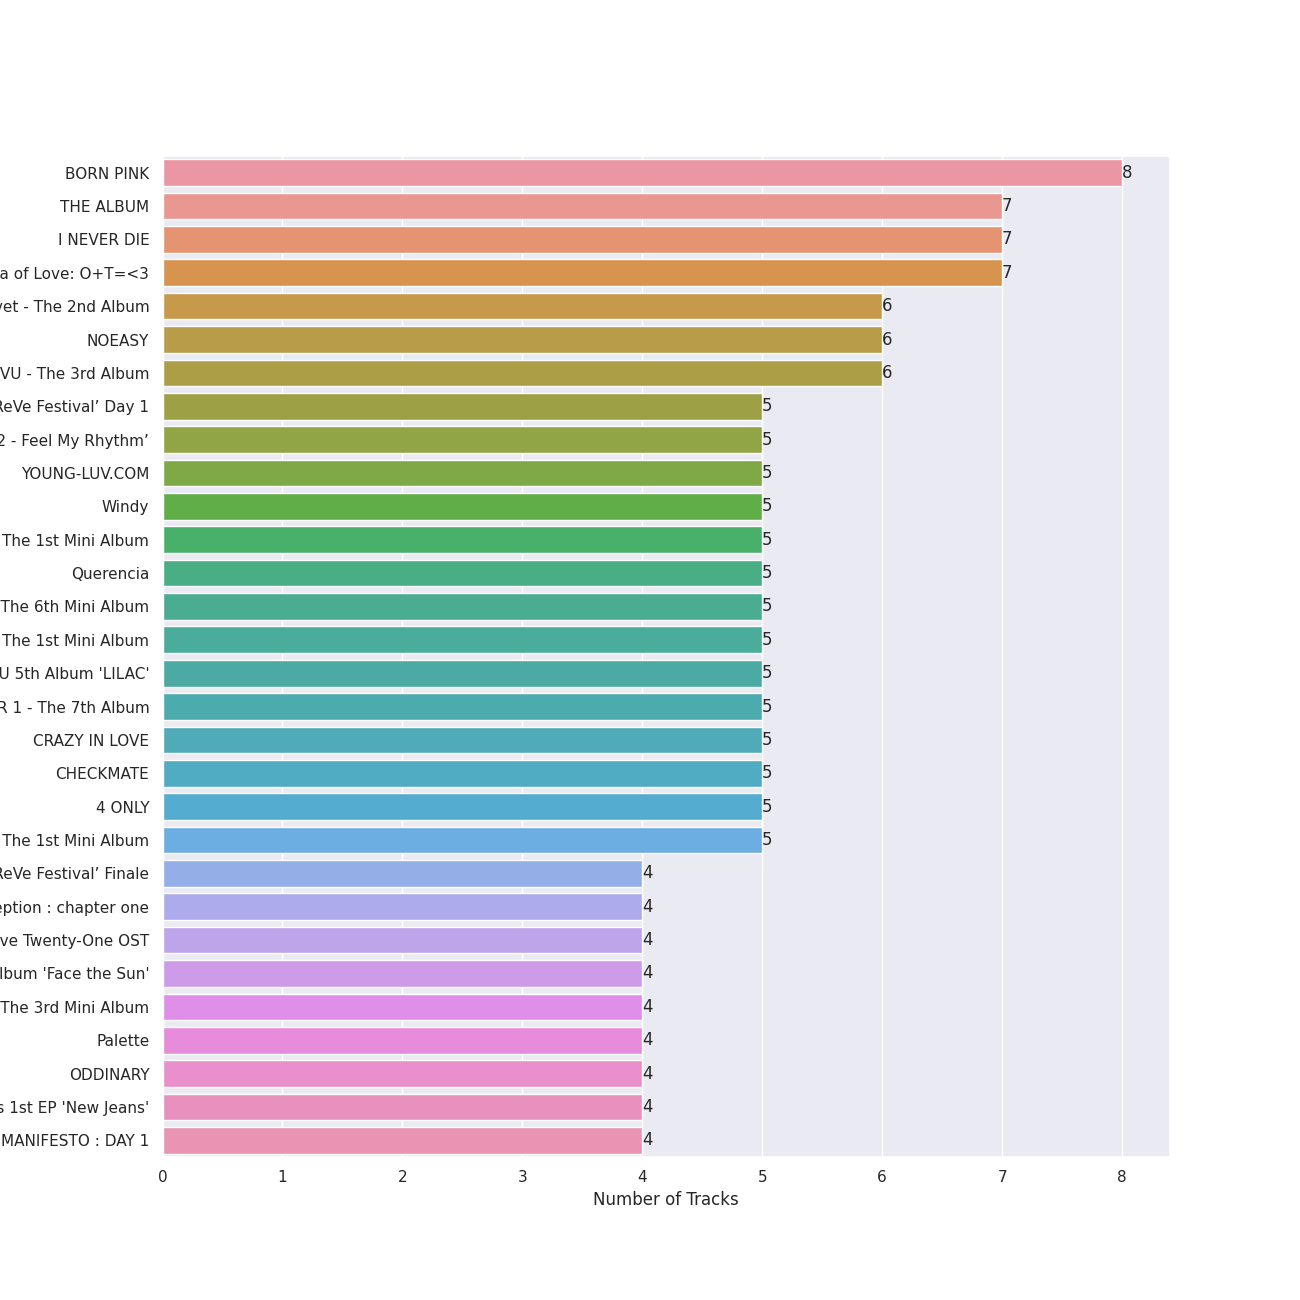 BORN PINK 8
THE ALBUM 7
I NEVER DIE 7
a of Love: O+T=<3 7
vet - The 2nd Album 6
NOEASY 6
VU - The 3rd Album 6
ReVe Festival’ Day 1 5
2 - Feel My Rhythm’ 5
YOUNG-LUV.COM 5
Windy 5
The 1st Mini Album 5
Querencia 5
The 6th Mini Album 5
The 1st Mini Album 5
U 5th Album 'LILAC' 5
R 1 - The 7th Album 5
CRAZY IN LOVE 5
CHECKMATE 5
4 ONLY 5
The 1st Mini Album 5
ReVe Festival’ Finale 4
eption : chapter one 4
ve Twenty-One OST 4
lbum 'Face the Sun' 4
The 3rd Mini Album 4
Palette 4
ODDINARY 4
s 1st EP 'New Jeans' 4
MANIFESTO : DAY 1 4
0 1 2 3 4 5 6 7 8
Number of Tracks